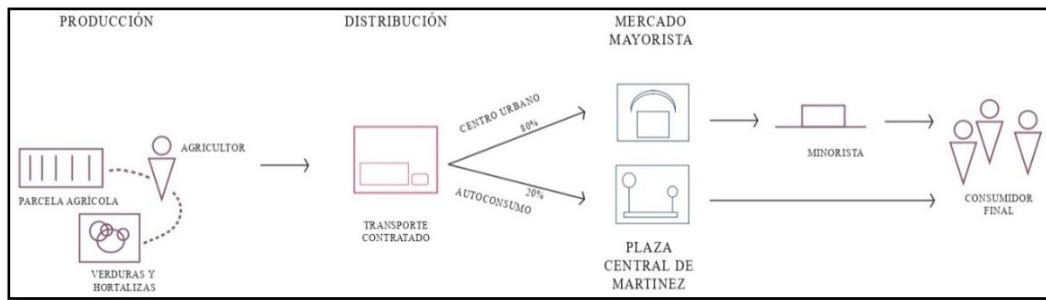 PRODUCCIÓN
DISTRIBUCIÓN
MERCADO
MAYORISTA
CENTRO URBANO
80%
AGRICULTOR
MINORISTA
PARCELA AGRÍCOLA
AUTOCONSUMO
20%
CONSUMIDOR
FINAL
TRANSPORTE
CONTRATADO
VERDURAS Y
HORTALIZAS
PLAZA
CENTRAL DE
MARTINEZ